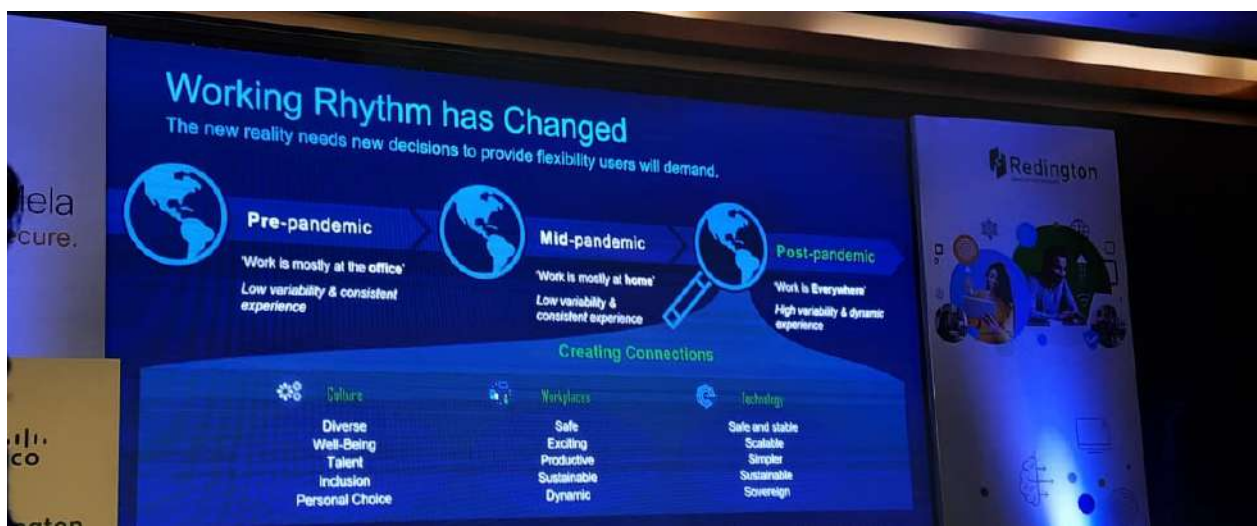 Working Rhythm has Changed
The new reality needs new decisions to provide flexibility users will demand.
Pre-pandemic
'Work is mostly at the office'
Low variability & consistent
experience
Mid-pandemic
'Work is mostly at home'
Low variability &
consistent experience
Post-pandemic
'Work is Everywhere'
High variability & dynamic
experience
Creating Connections
Culture
Diverse
Well-Being
Talent
Inclusion
Personal Choice
Workplaces
Safe
Exciting
Productive
Sustainable
Dynamic
Technology
Safe and stable
Scalable
Simpler
Sustainable
Sovereign
Redington
ela
cure.
co